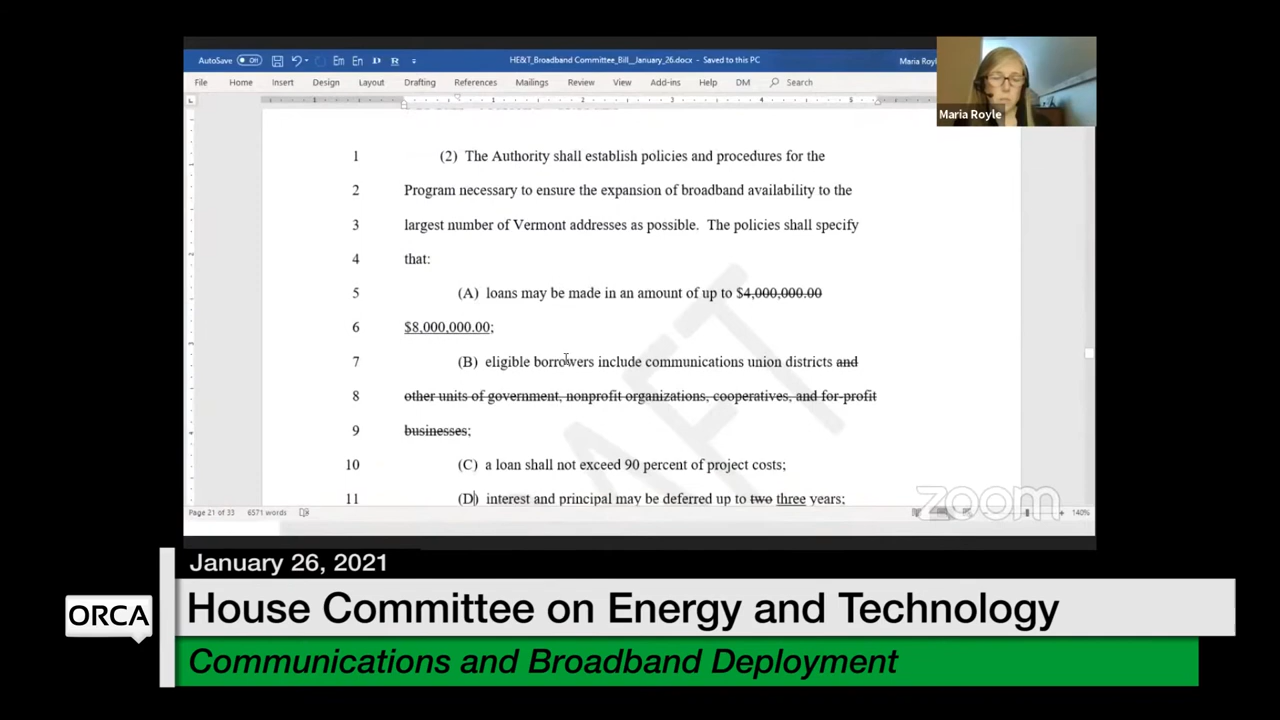 AutoSave Off Em En D R HE&T_Broadband Committee_Bill__January_26.docx - Saved to this PC Maria Royl
File Home Insert Design Layout Drafting References Mailings Review View Add-ins Help DM Search
Maria Royle
1 (2) The Authority shall establish policies and procedures for the
2 Program necessary to ensure the expansion of broadband availability to the
3 largest number of Vermont addresses as possible. The policies shall specify
4 that:
5 (A) loans may be made in an amount of up to $4,000,000.00
6 $8,000,000.00;
7 (B) eligible borrowers include communications union districts and
8 other units of government, nonprofit organizations, cooperatives, and for-profit
9 businesses;
10 (C) a loan shall not exceed 90 percent of project costs;
11 (D) interest and principal may be deferred up to two three years;
AFT
zoom
Page 21 of 33 6571 words 140%
January 26, 2021
ORCA
House Committee on Energy and Technology
Communications and Broadband Deployment